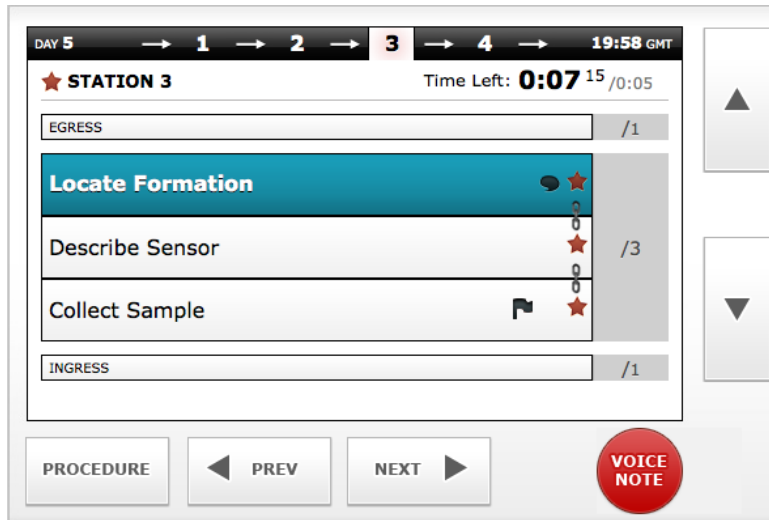 DAY 5 → 1 → 2 → 3 → 4 → 19:58 GMT
STATION 3 Time Left: 0:07 15 /0:05
EGRESS /1
Locate Formation
Describe Sensor /3
Collect Sample
INGRESS /1
PROCEDURE PREV NEXT VOICE
NOTE